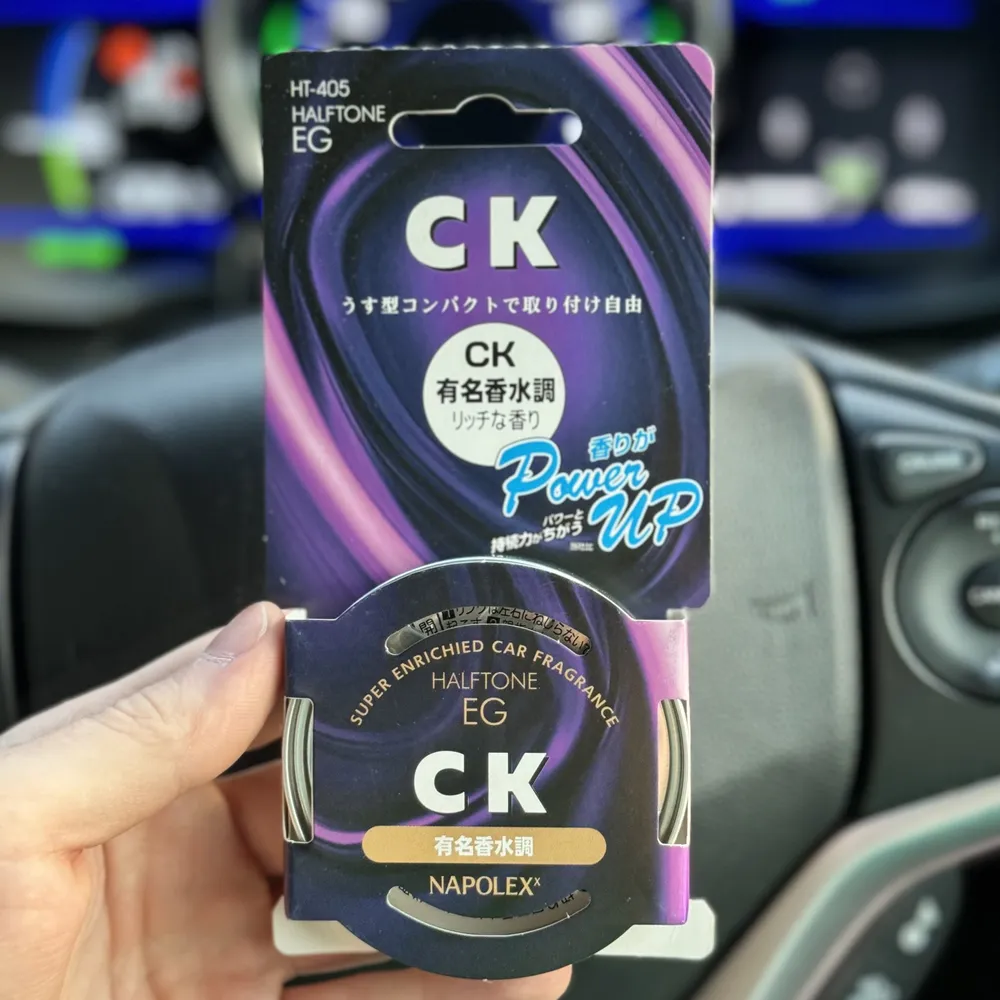 HT-405
HALFTONE
EG
CK
うす型コンパクトで取り付け自由
CK
有名香水調
リッチな香り
香りが
Power
UP
パワーと
持続力がちがう
開
SUPER ENRICHIED CAR FRAGRANCE
HALFTONE
EG
CK
有名香水調
NAPOLEX